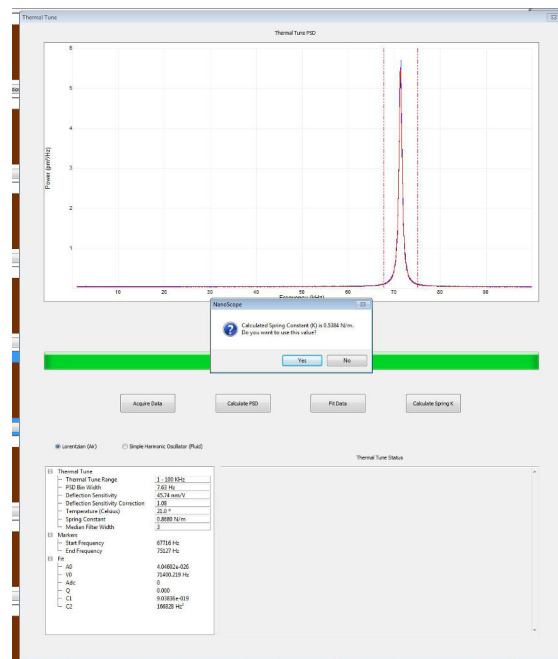 Thermal Tune
Thermal Tune PSD
6
5
4
3
2
1
Power (pm²/Hz)
10 20 30 40 50 60 70 80 90
Frequency (kHz)
NanoScope
Calculated Spring Constant (K) is 0.5384 N/m.
Do you want to use this value?
Yes No
Acquire Data Calculate PSD Fit Data Calculate Spring K
Lorentzian (Air) Simple Harmonic Oscillator (Fluid)
Thermal Tune Status
Thermal Tune
Thermal Tune Range 1 - 100 KHz
PSD Bin Width 7.63 Hz
Deflection Sensitivity 45.74 nm/V
Deflection Sensitivity Correction 1.08
Temperature (Celsius) 21.0 °
Spring Constant 0.8680 N/m
Median Filter Width 3
Markers
Start Frequency 67716 Hz
End Frequency 75127 Hz
Fit
A0 4.04602e-026
V0 71400.219 Hz
Adc 0
Q 0.000
C1 9.03836e-019
C2 166828 Hz²